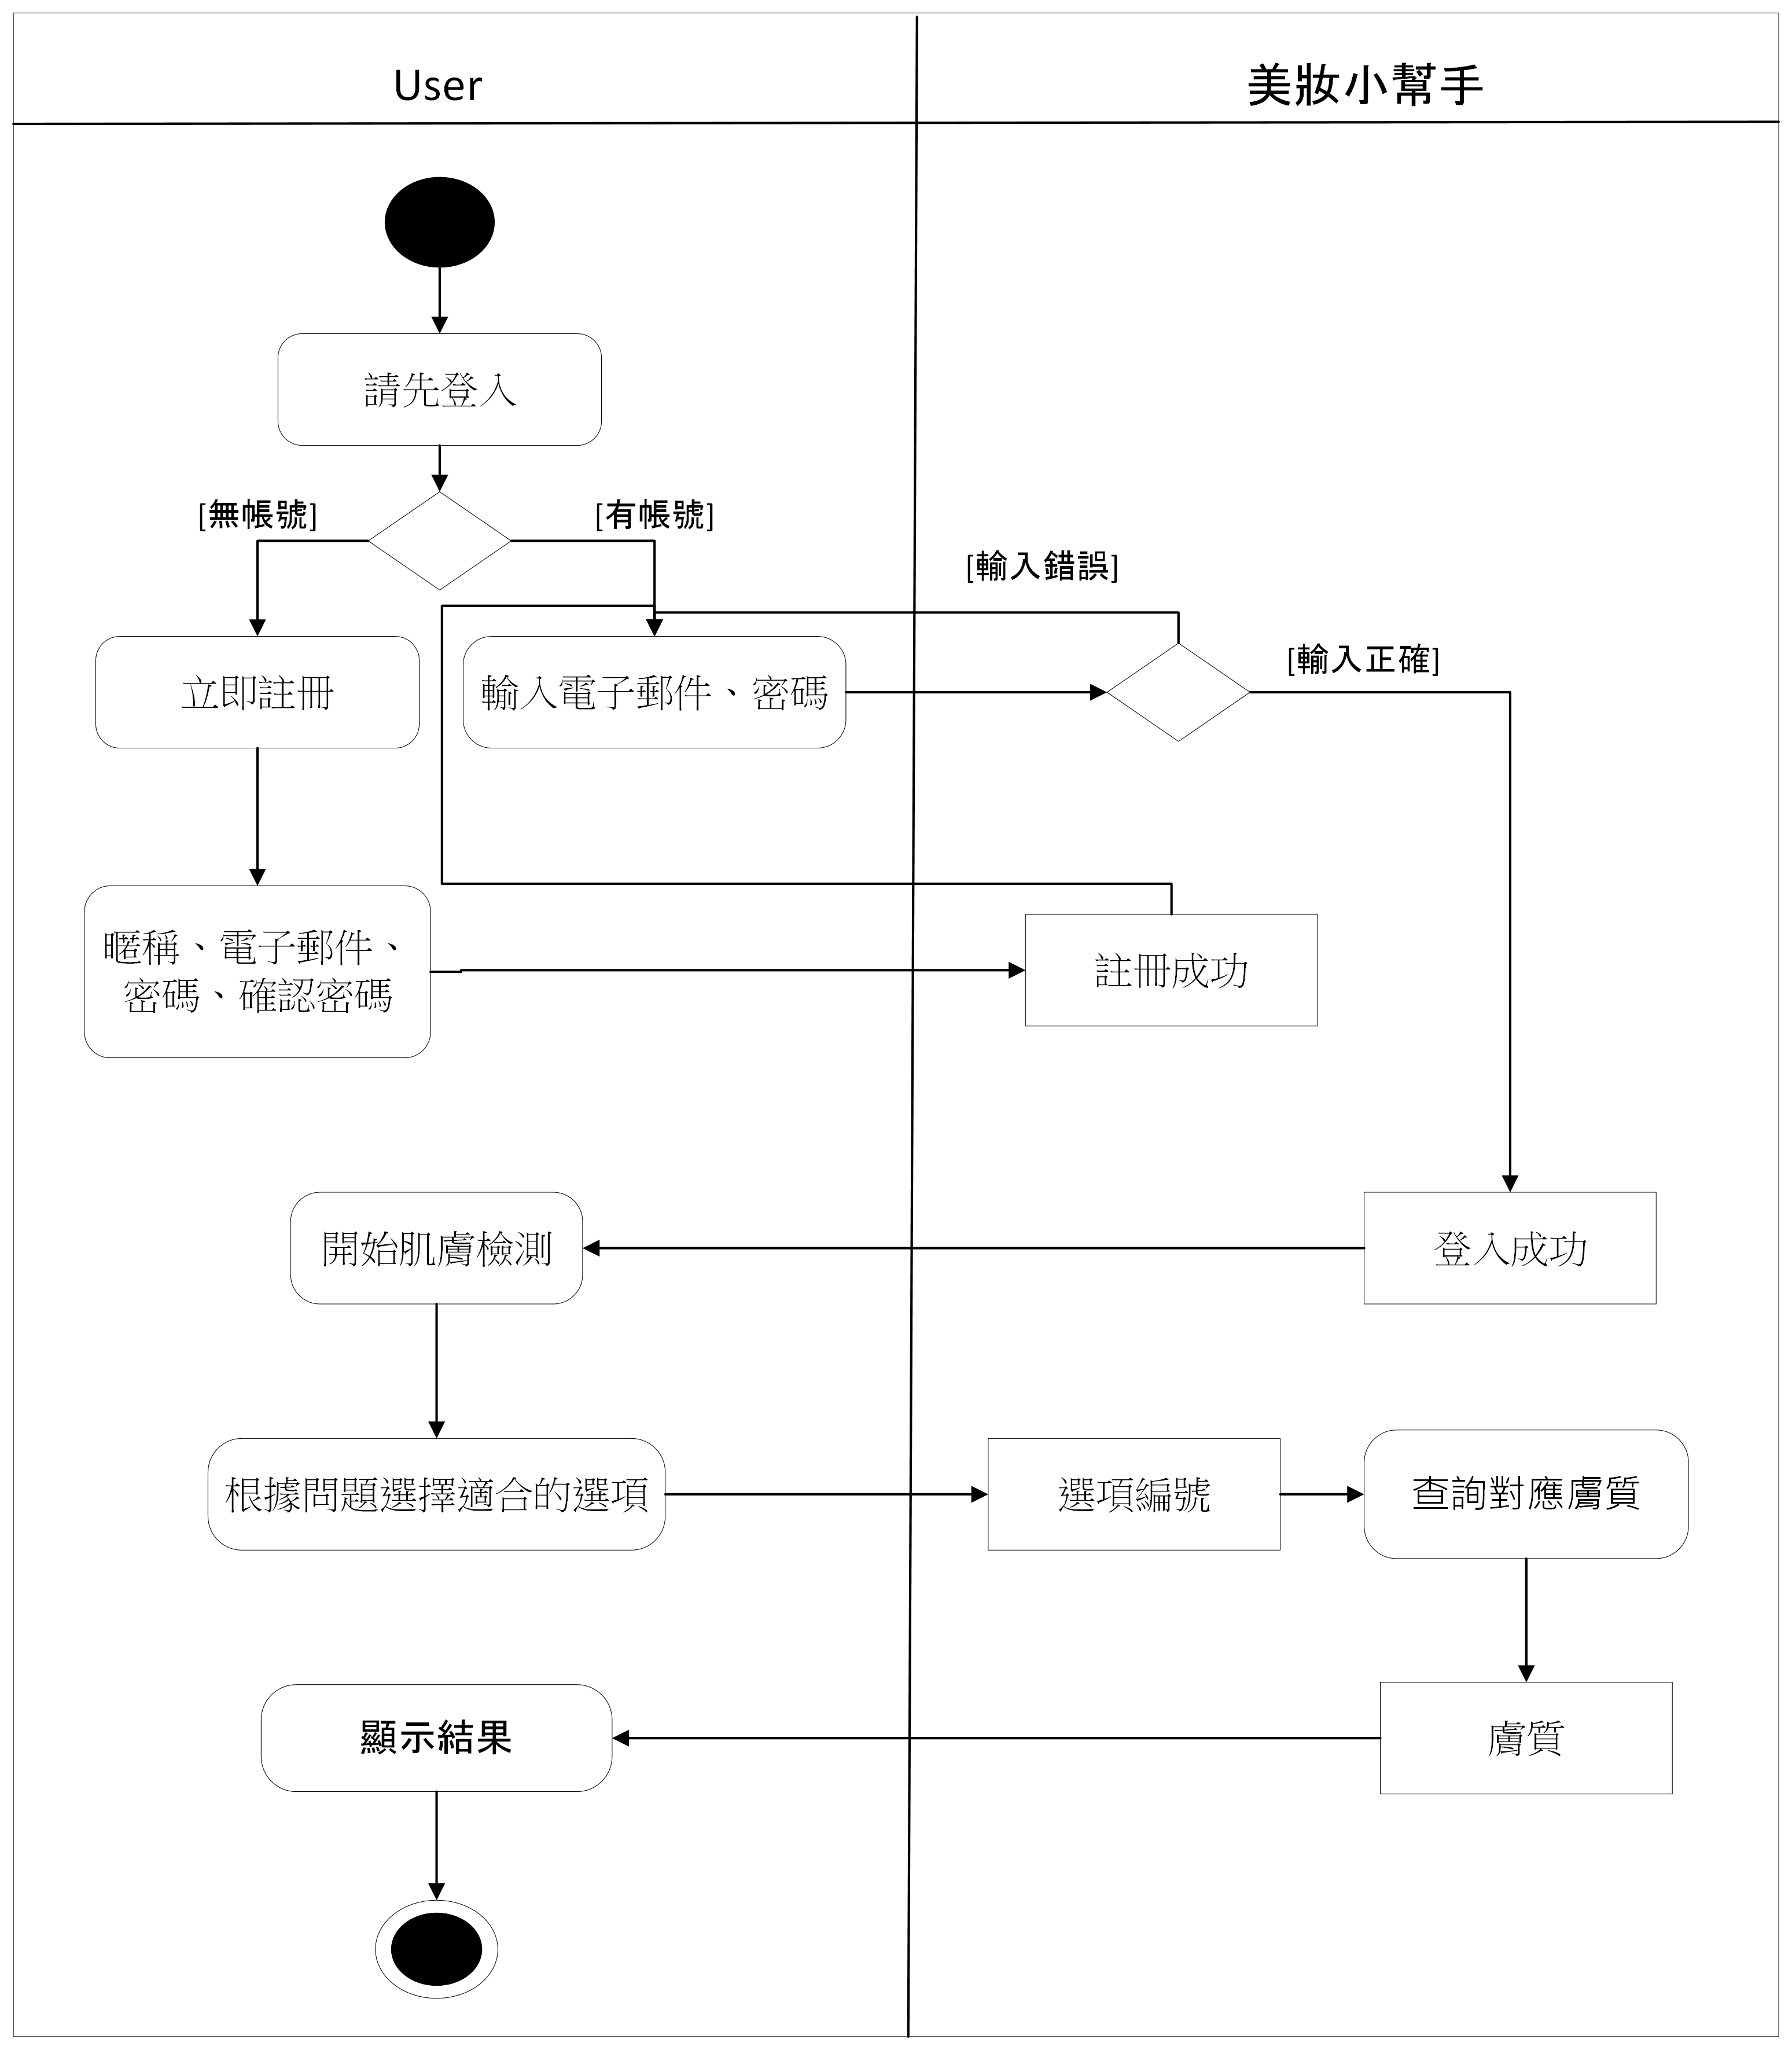 User
美妝小幫手
請先登入
[無帳號]
[有帳號]
[輸入錯誤]
[輸入正確]
立即註冊
輸入電子郵件、密碼
暱稱、電子郵件、
密碼、確認密碼
註冊成功
開始肌膚檢測
登入成功
根據問題選擇適合的選項
選項編號
查詢對應膚質
顯示結果
膚質